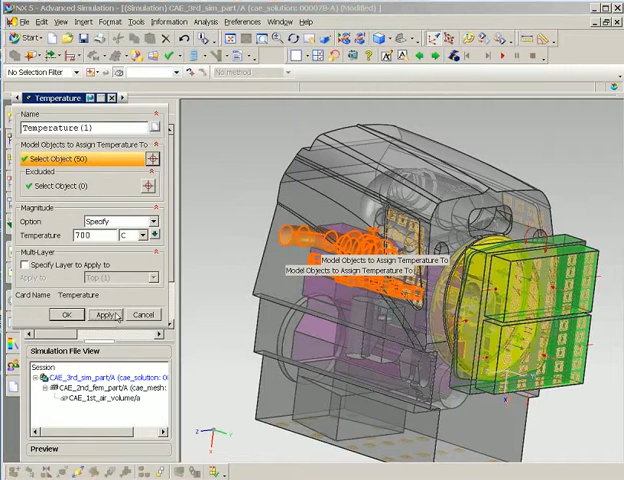 NX 5 - Advanced Simulation - [(Simulation) CAE_3rd_sim_part/A (cae_solution: 000079-A) [Modified] ]
File Edit View Insert Format Tools Information Analysis Preferences Window Help
Start
No Selection Filter
No method
Temperature
Name
Temperature(1)
Model Objects to Assign Temperature To
Select Object (50)
Excluded
Select Object (0)
Magnitude
Option Specify
Temperature 700 C
Multi-Layer
Specify Layer to Apply to
Apply to Top (1)
Card Name Temperature
OK Apply Cancel
Model Objects to Assign Temperature To
Model Objects to Assign Temperature To
Simulation File View
Session
CAE_3rd_sim_part/A (cae_solution: 00
CAE_2nd_fem_part/A (cae_mesh:
CAE_1st_air_volume/a
Preview